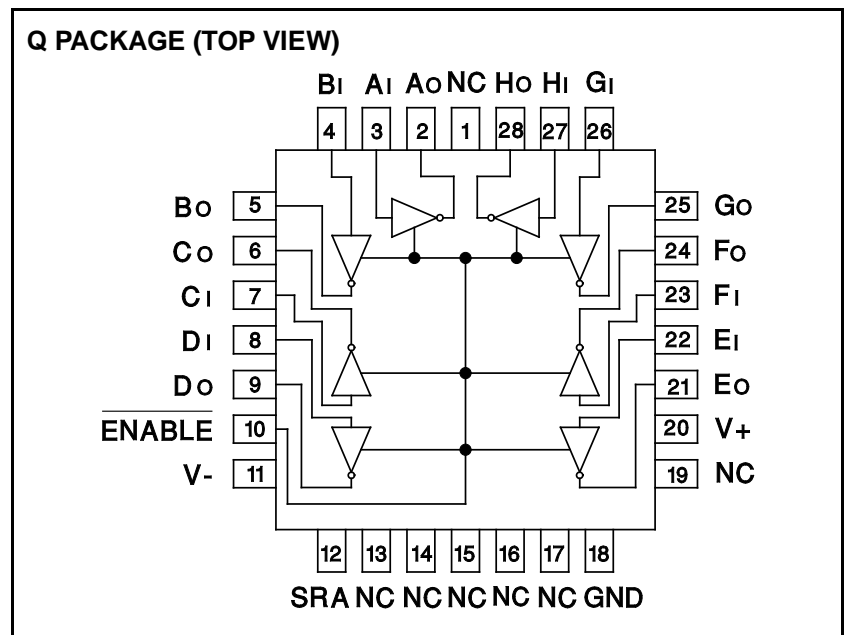 Q PACKAGE (TOP VIEW)
BI AI AO NC HO HI GI
4 3 2 1 28 27 26
BO 5 25 GO
CO 6 24 FO
CI 7 23 FI
DI 8 22 EI
DO 9 21 EO
ENABLE 10 20 V+
V- 11 19 NC
12 13 14 15 16 17 18
SRA NC NC NC NC NC GND